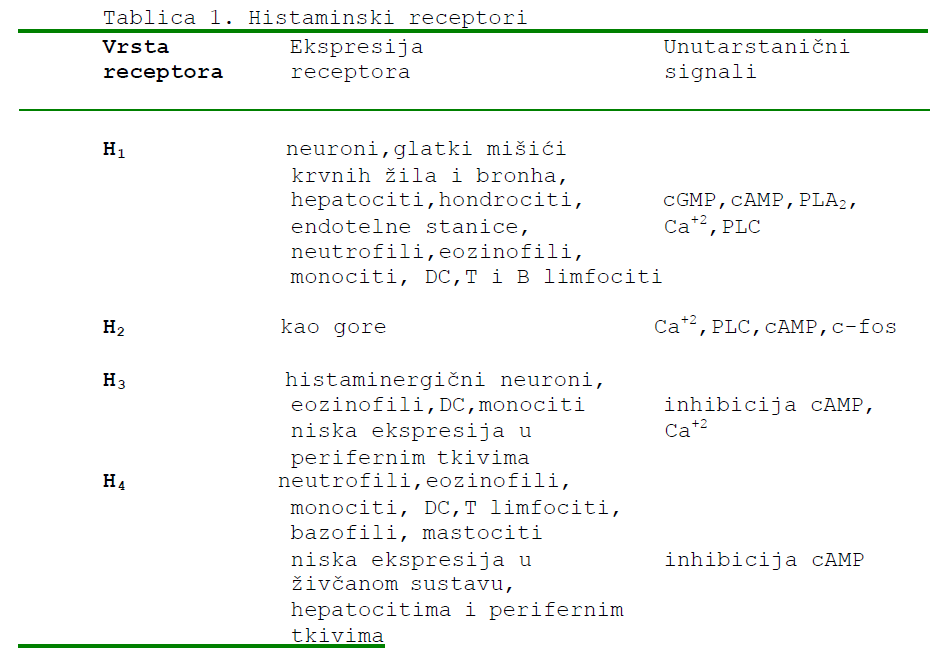 Tablica 1. Histaminski receptori
Vrsta receptora Ekspresija receptora Unutarstanični signali
H₁ neuroni,glatki mišići
krvnih žila i bronha,
hepatociti,hondrociti, cGMP,cAMP,PLA₂,
endotelne stanice, Ca⁺²,PLC
neutrofili,eozinofili,
monociti, DC,T i B limfociti
H₂ kao gore Ca⁺²,PLC,cAMP,c-fos
H₃ histaminergični neuroni,
eozinofili,DC,monociti inhibicija cAMP,
niska ekspresija u Ca⁺²
perifernim tkivima
H₄ neutrofili,eozinofili,
monociti, DC,T limfociti,
bazofili, mastociti
niska ekspresija u inhibicija cAMP
živčanom sustavu,
hepatocitima i perifernim
tkivima